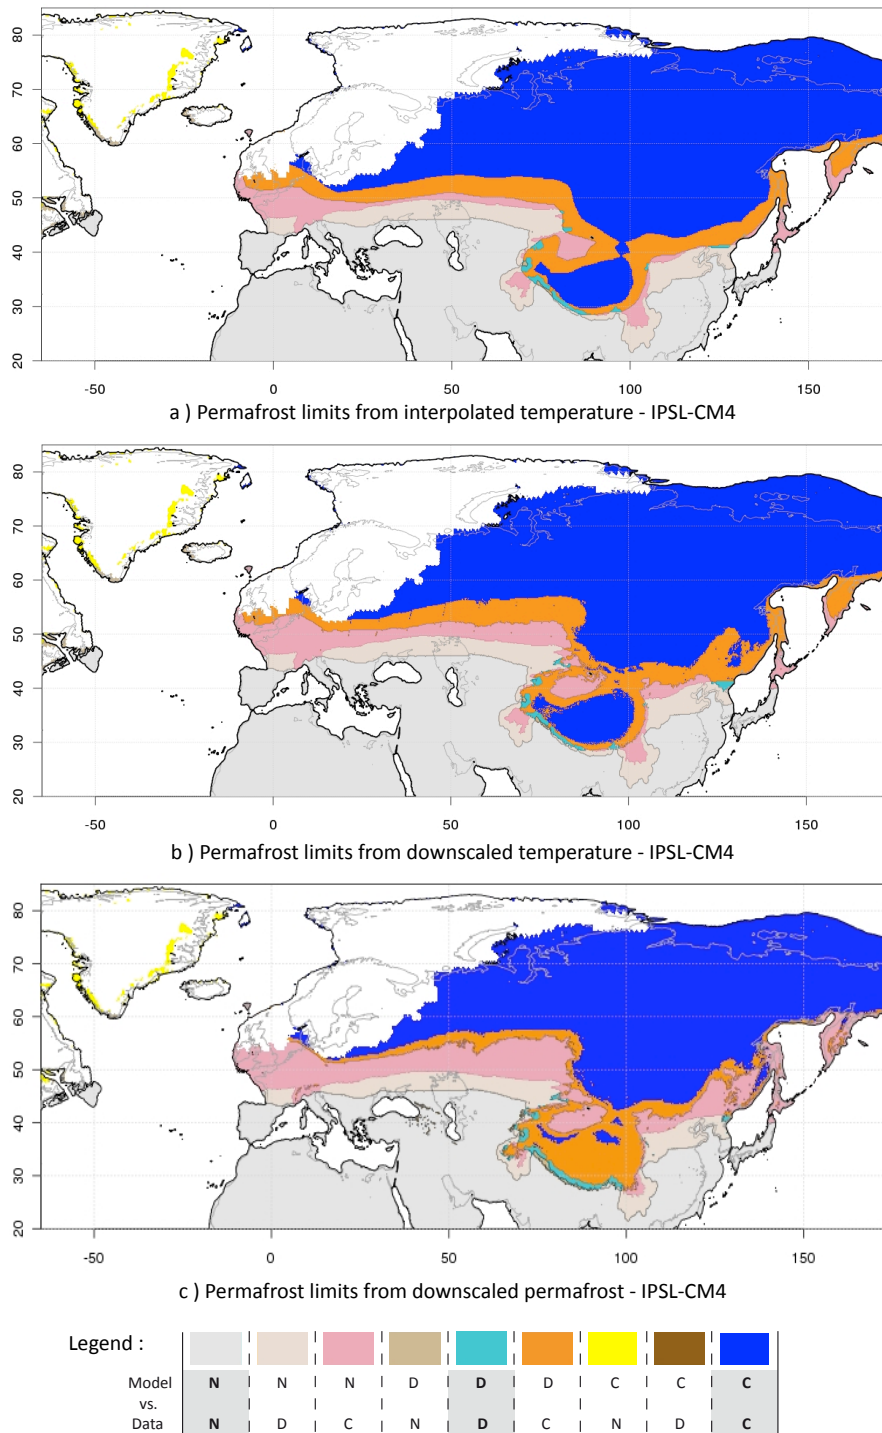 80
70
60
50
40
30
20
-50 0 50 100 150
a ) Permafrost limits from interpolated temperature - IPSL-CM4
80
70
60
50
40
30
20
-50 0 50 100 150
b ) Permafrost limits from downscaled temperature - IPSL-CM4
80
70
60
50
40
30
20
-50 0 50 100 150
c ) Permafrost limits from downscaled permafrost - IPSL-CM4
Legend :
Model N N N D D D C C C
vs.
Data N D C N D C N D C